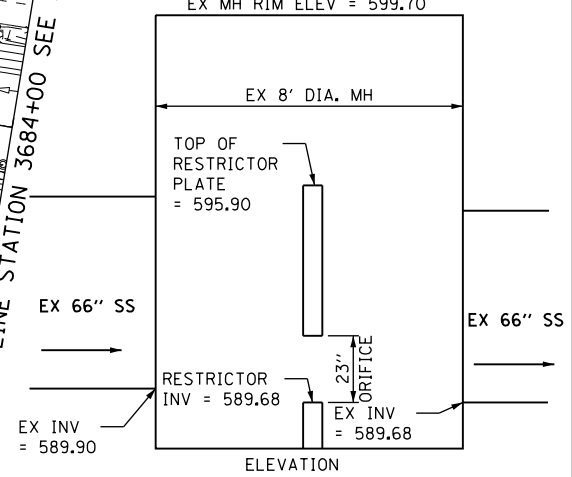 EX MH RIM ELEV = 599.70
LINE STATION 3684+00 SEE
EX 8' DIA. MH
TOP OF
RESTRICTOR
PLATE
= 595.90
EX 66" SS
EX 66" SS
23"
ORIFICE
RESTRICTOR
INV = 589.68
EX INV
= 589.68
EX INV
= 589.90
ELEVATION